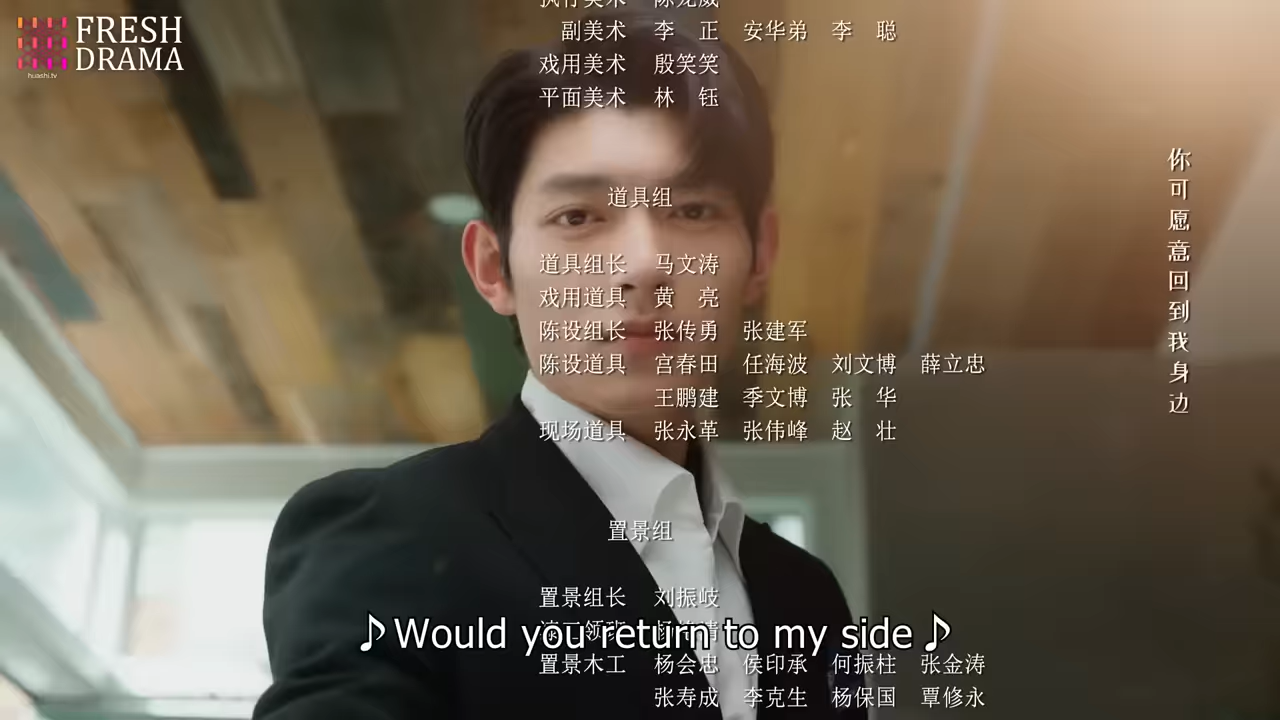 FRESH
DRAMA
huashi.tv
副美术 李 正 安华弟 李 聪
戏用美术 殷笑笑
平面美术 林 钰
道具组
道具组长 马文涛
戏用道具 黄 亮
陈设组长 张传勇 张建军
陈设道具 宫春田 任海波 刘文博 薛立忠
王鹏建 季文博 张 华
现场道具 张永革 张伟峰 赵 壮
置景组
置景组长 刘振岐
♪Would you return to my side♪
置景木工 杨会忠 侯印承 何振柱 张金涛
张寿成 李克生 杨保国 覃修永
你可愿意回到我身边